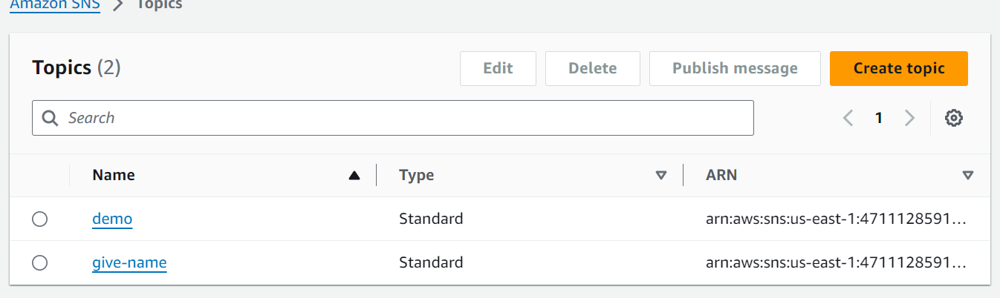 Amazon SNS > Topics
Topics (2) Edit Delete Publish message Create topic
Search 1
Name Type ARN
demo Standard arn:aws:sns:us-east-1:4711128591...
give-name Standard arn:aws:sns:us-east-1:4711128591...